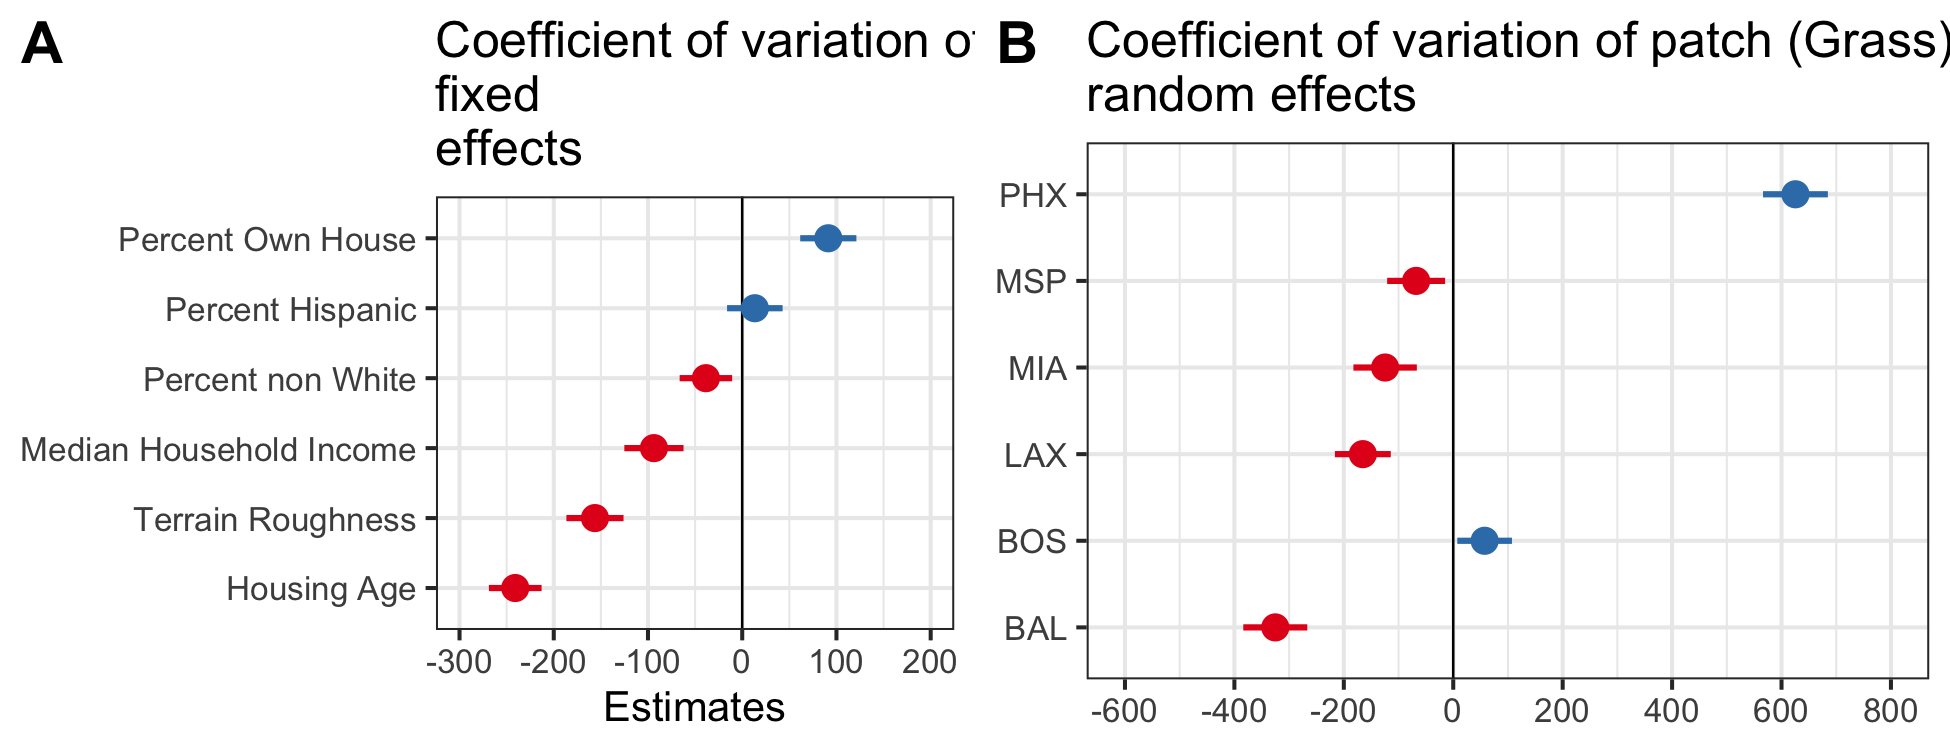 A
Coefficient of variation of
fixed
effects
Percent Own House
Percent Hispanic
Percent non White
Median Household Income
Terrain Roughness
Housing Age
-300 -200 -100 0 100 200
Estimates
B
Coefficient of variation of patch (Grass)
random effects
PHX
MSP
MIA
LAX
BOS
BAL
-600 -400 -200 0 200 400 600 800